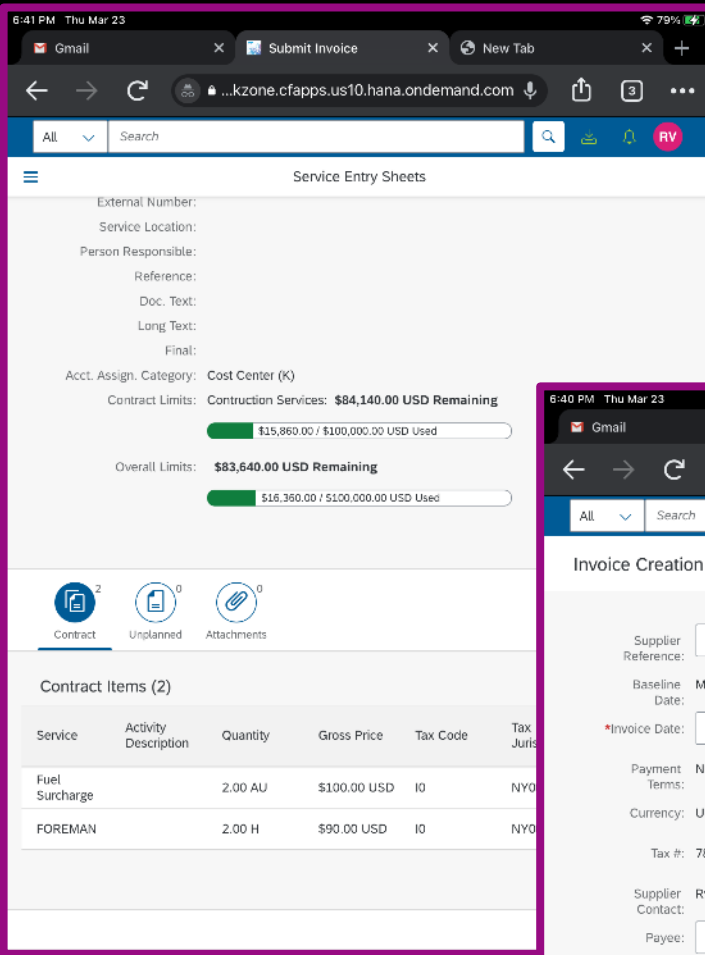 6:41 PM Thu Mar 23
79%
Gmail
Submit Invoice
New Tab
...kzone.cfapps.us10.hana.ondemand.com
3
All
Search
RV
Service Entry Sheets
External Number:
Service Location:
Person Responsible:
Reference:
Doc. Text:
Long Text:
Final:
Acct. Assign. Category: Cost Center (K)
Contract Limits: Contruction Services: $84,140.00 USD Remaining
$15,860.00 / $100,000.00 USD Used
Overall Limits: $83,640.00 USD Remaining
$16,360.00 / $100,000.00 USD Used
2
0
0
Contract
Unplanned
Attachments
Contract Items (2)
Service Activity Description Quantity Gross Price Tax Code Tax Juris
Fuel Surcharge 2.00 AU $100.00 USD I0 NY0
FOREMAN 2.00 H $90.00 USD I0 NY0
6:40 PM Thu Mar 23
Gmail
All
Search
Invoice Creation
Supplier
Reference:
Baseline
Date:
*Invoice Date:
Payment
Terms:
Currency:
Tax #: 78
Supplier
Contact:
Payee: